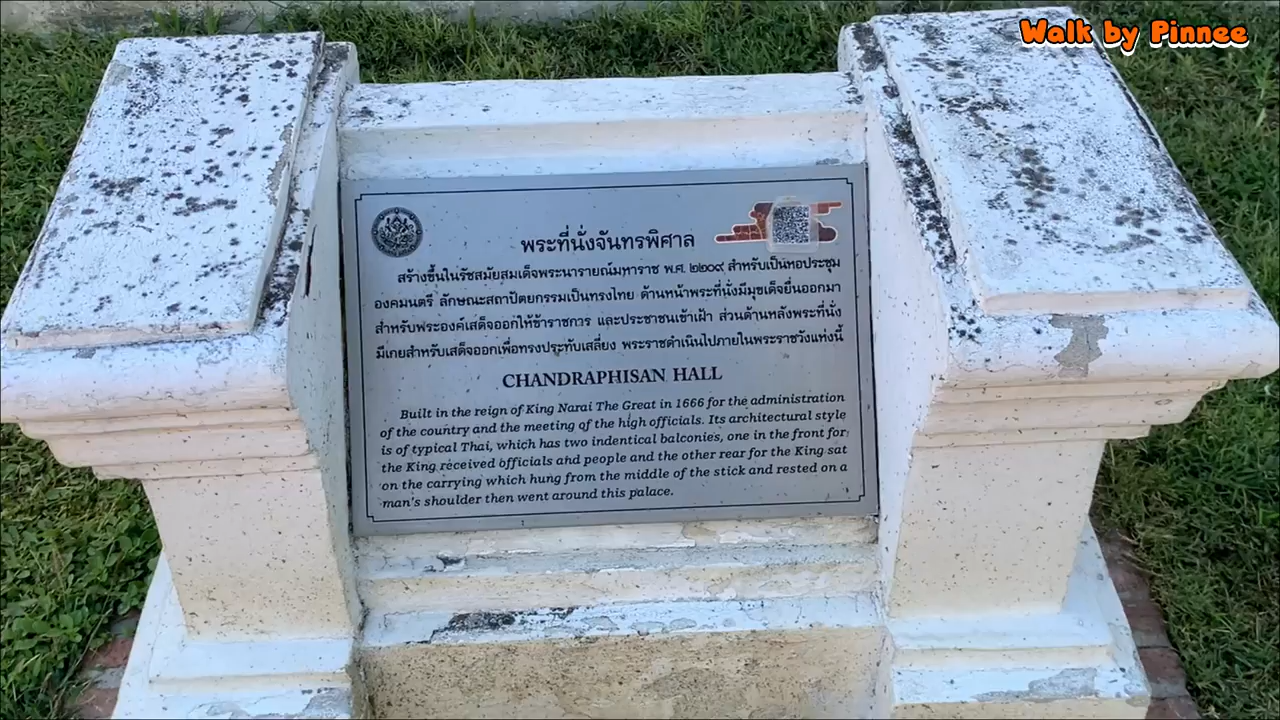 Walk by Pinnee
พระที่นั่งจันทรพิศาล
สร้างขึ้นในรัชสมัยสมเด็จพระนารายณ์มหาราช พ.ศ. ๒๒๐๙ สำหรับเป็นหอประชุม
องคมนตรี ลักษณะสถาปัตยกรรมเป็นทรงไทย ด้านหน้าพระที่นั่งมีมุขเด็จยื่นออกมา
สำหรับพระองค์เสด็จออกให้ข้าราชการ และประชาชนเข้าเฝ้า ส่วนด้านหลังพระที่นั่ง
มีเกยสำหรับเสด็จออกเพื่อทรงประทับเสลี่ยง พระราชดำเนินไปภายในพระราชวังแห่งนี้
CHANDRAPHISAN HALL
Built in the reign of King Narai The Great in 1666 for the administration
of the country and the meeting of the high officials. Its architectural style
is of typical Thai, which has two indentical balconies, one in the front for
the King received officials and people and the other rear for the King sat
on the carrying which hung from the middle of the stick and rested on a
man's shoulder then went around this palace.